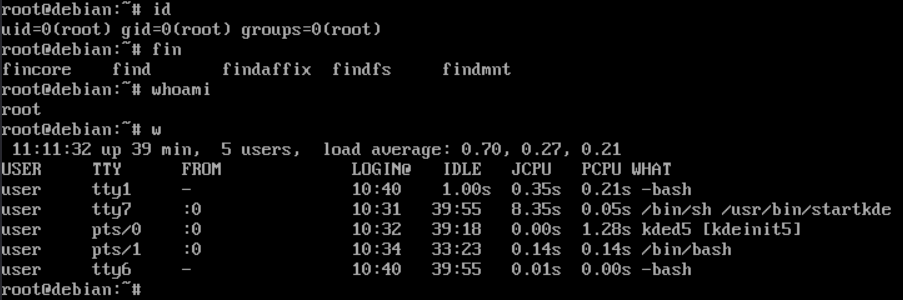 root@debian:~# id
uid=0(root) gid=0(root) groups=0(root)
root@debian:~# fin
fincore    find       findaffix  findfs     findmnt
root@debian:~# whoami
root
root@debian:~# w
 11:11:32 up 39 min,  5 users,  load average: 0.70, 0.27, 0.21
USER     TTY      FROM             LOGIN@   IDLE   JCPU   PCPU WHAT
user     tty1     -                10:40    1.00s  0.35s  0.21s -bash
user     tty7     :0               10:31   39:55   8.35s  0.05s /bin/sh /usr/bin/startkde
user     pts/0    :0               10:32   39:18   0.00s  1.28s kded5 [kdeinit5]
user     pts/1    :0               10:34   33:23   0.14s  0.14s /bin/bash
user     tty6     -                10:40   39:55   0.01s  0.00s -bash
root@debian:~#